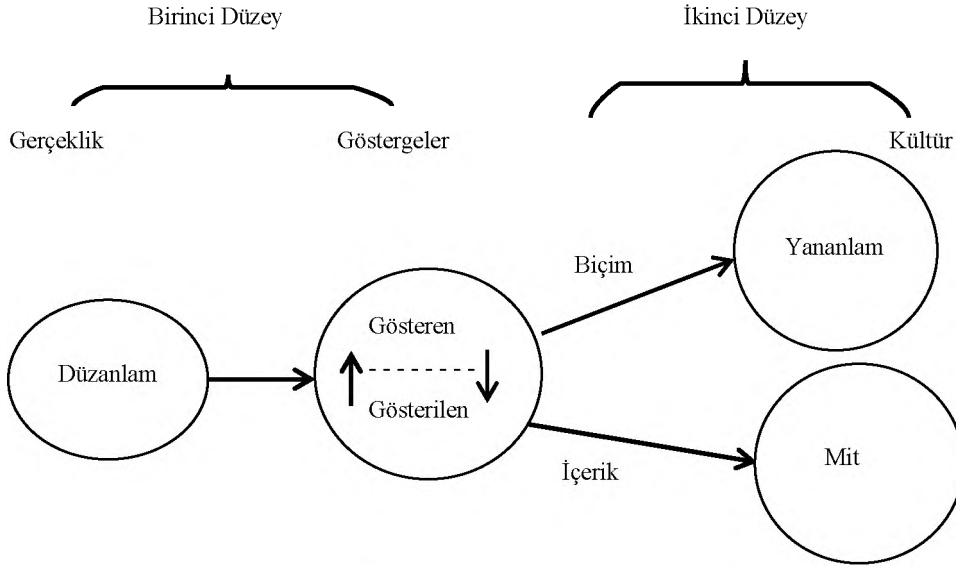 Birinci Düzey
İkinci Düzey
Gerçeklik
Göstergeler
Kültür
Yananlam
Biçim
Gösteren
Düzanlam
Gösterilen
Mit
İçerik